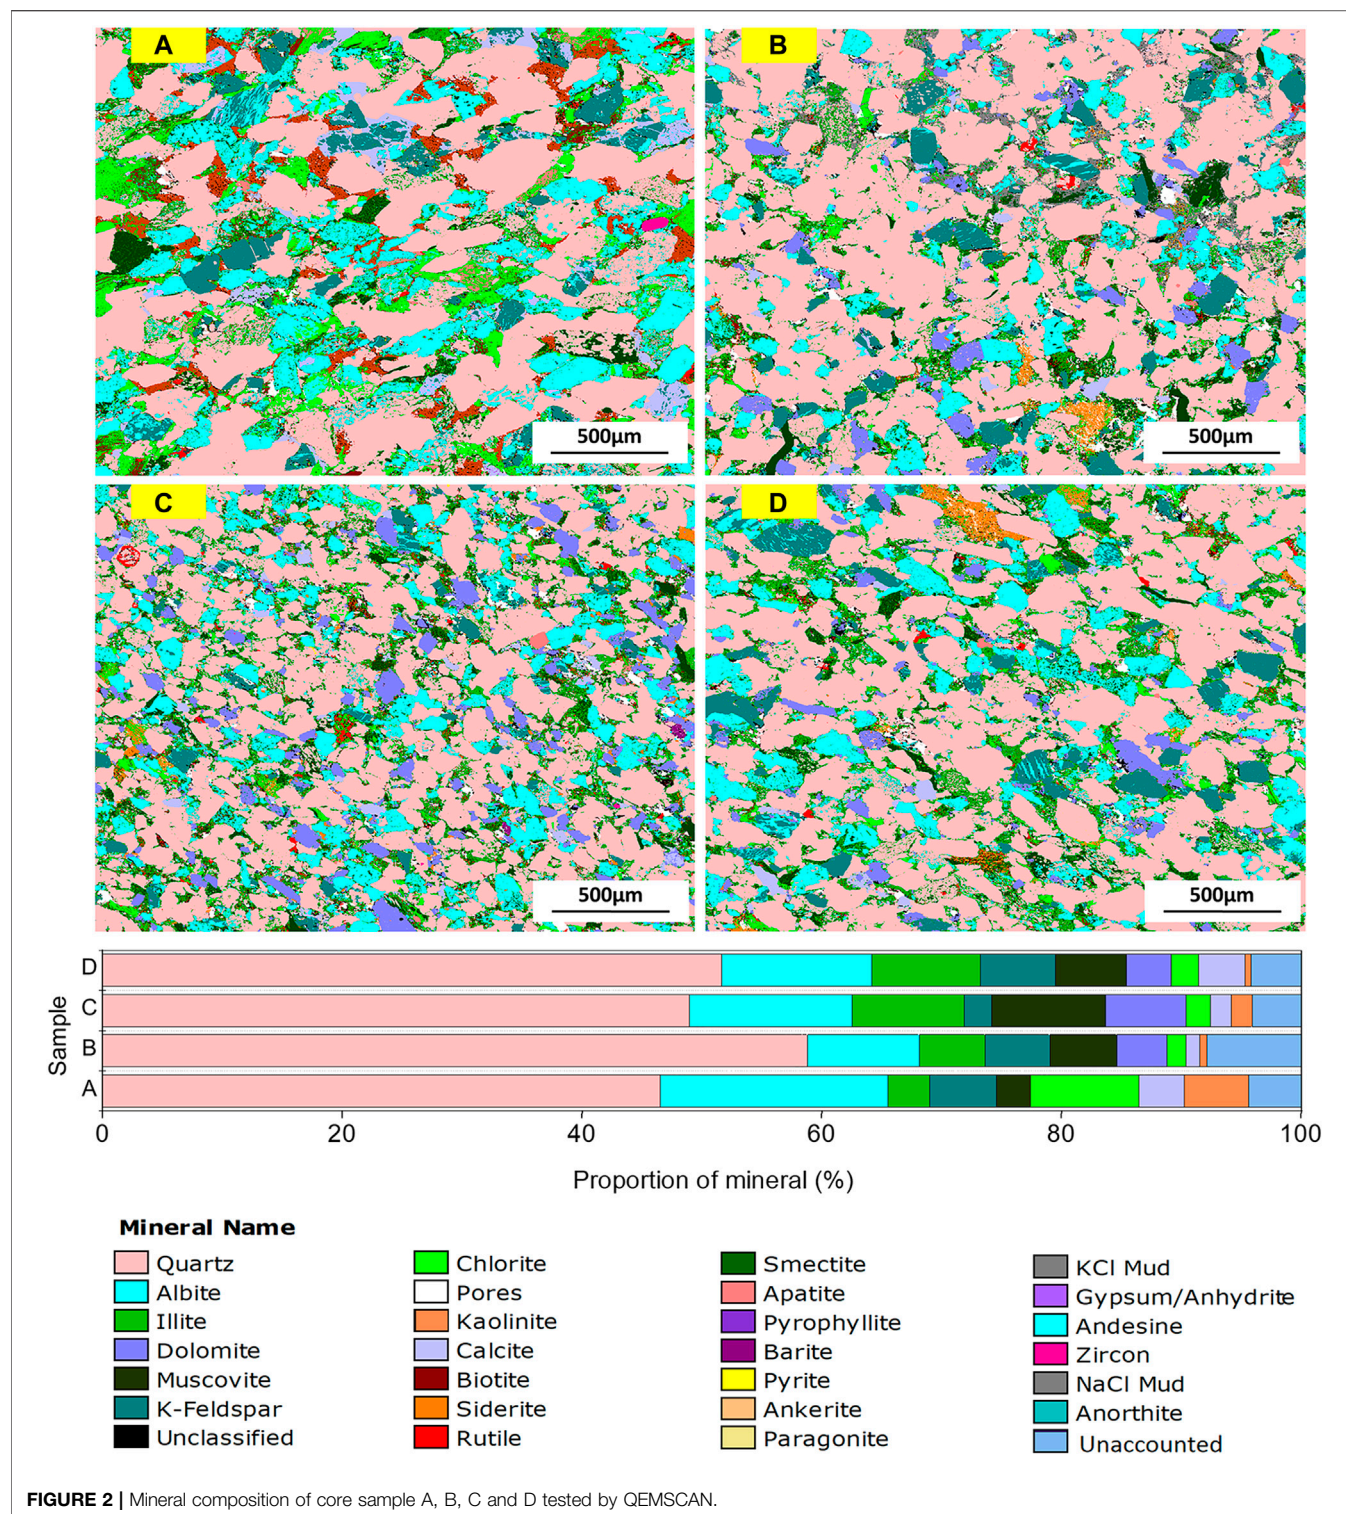 A
B
500µm
500µm
C
D
500µm
500µm
Sample
D
C
B
A
0 20 40 60 80 100
Proportion of mineral (%)
Mineral Name
Quartz Chlorite Smectite KCl Mud
Albite Pores Apatite Gypsum/Anhydrite
Illite Kaolinite Pyrophyllite Andesine
Dolomite Calcite Barite Zircon
Muscovite Biotite Pyrite NaCl Mud
K-Feldspar Siderite Ankerite Anorthite
Unclassified Rutile Paragonite Unaccounted
FIGURE 2 | Mineral composition of core sample A, B, C and D tested by QEMSCAN.